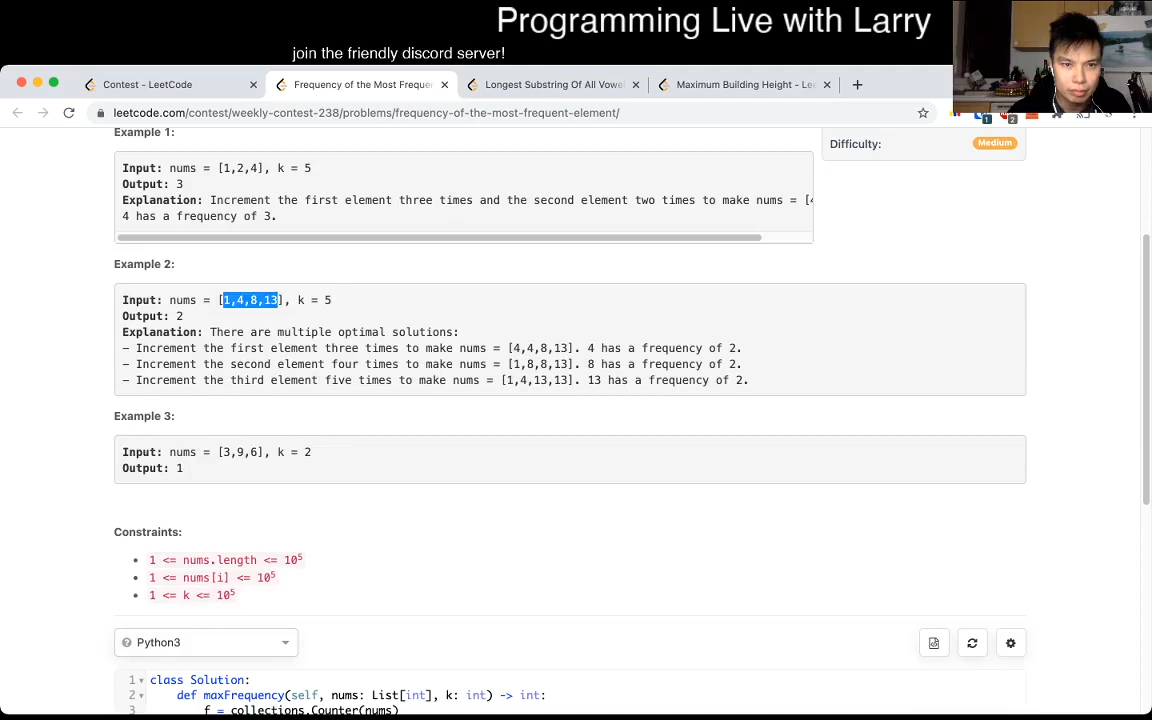 Programming Live with Larry
join the friendly discord server!
Contest - LeetCode
Frequency of the Most Frequer
Longest Substring Of All Vowel
Maximum Building Height - Lee
leetcode.com/contest/weekly-contest-238/problems/frequency-of-the-most-frequent-element/
Example 1:
Difficulty: Medium
Input: nums = [1,2,4], k = 5
Output: 3
Explanation: Increment the first element three times and the second element two times to make nums = [4
4 has a frequency of 3.
Example 2:
Input: nums = [1,4,8,13], k = 5
Output: 2
Explanation: There are multiple optimal solutions:
- Increment the first element three times to make nums = [4,4,8,13]. 4 has a frequency of 2.
- Increment the second element four times to make nums = [1,8,8,13]. 8 has a frequency of 2.
- Increment the third element five times to make nums = [1,4,13,13]. 13 has a frequency of 2.
Example 3:
Input: nums = [3,9,6], k = 2
Output: 1
Constraints:
• 1 <= nums.length <= 10⁵
• 1 <= nums[i] <= 10⁵
• 1 <= k <= 10⁵
Python3
1 class Solution:
2 def maxFrequency(self, nums: List[int], k: int) -> int:
3 f = collections.Counter(nums)